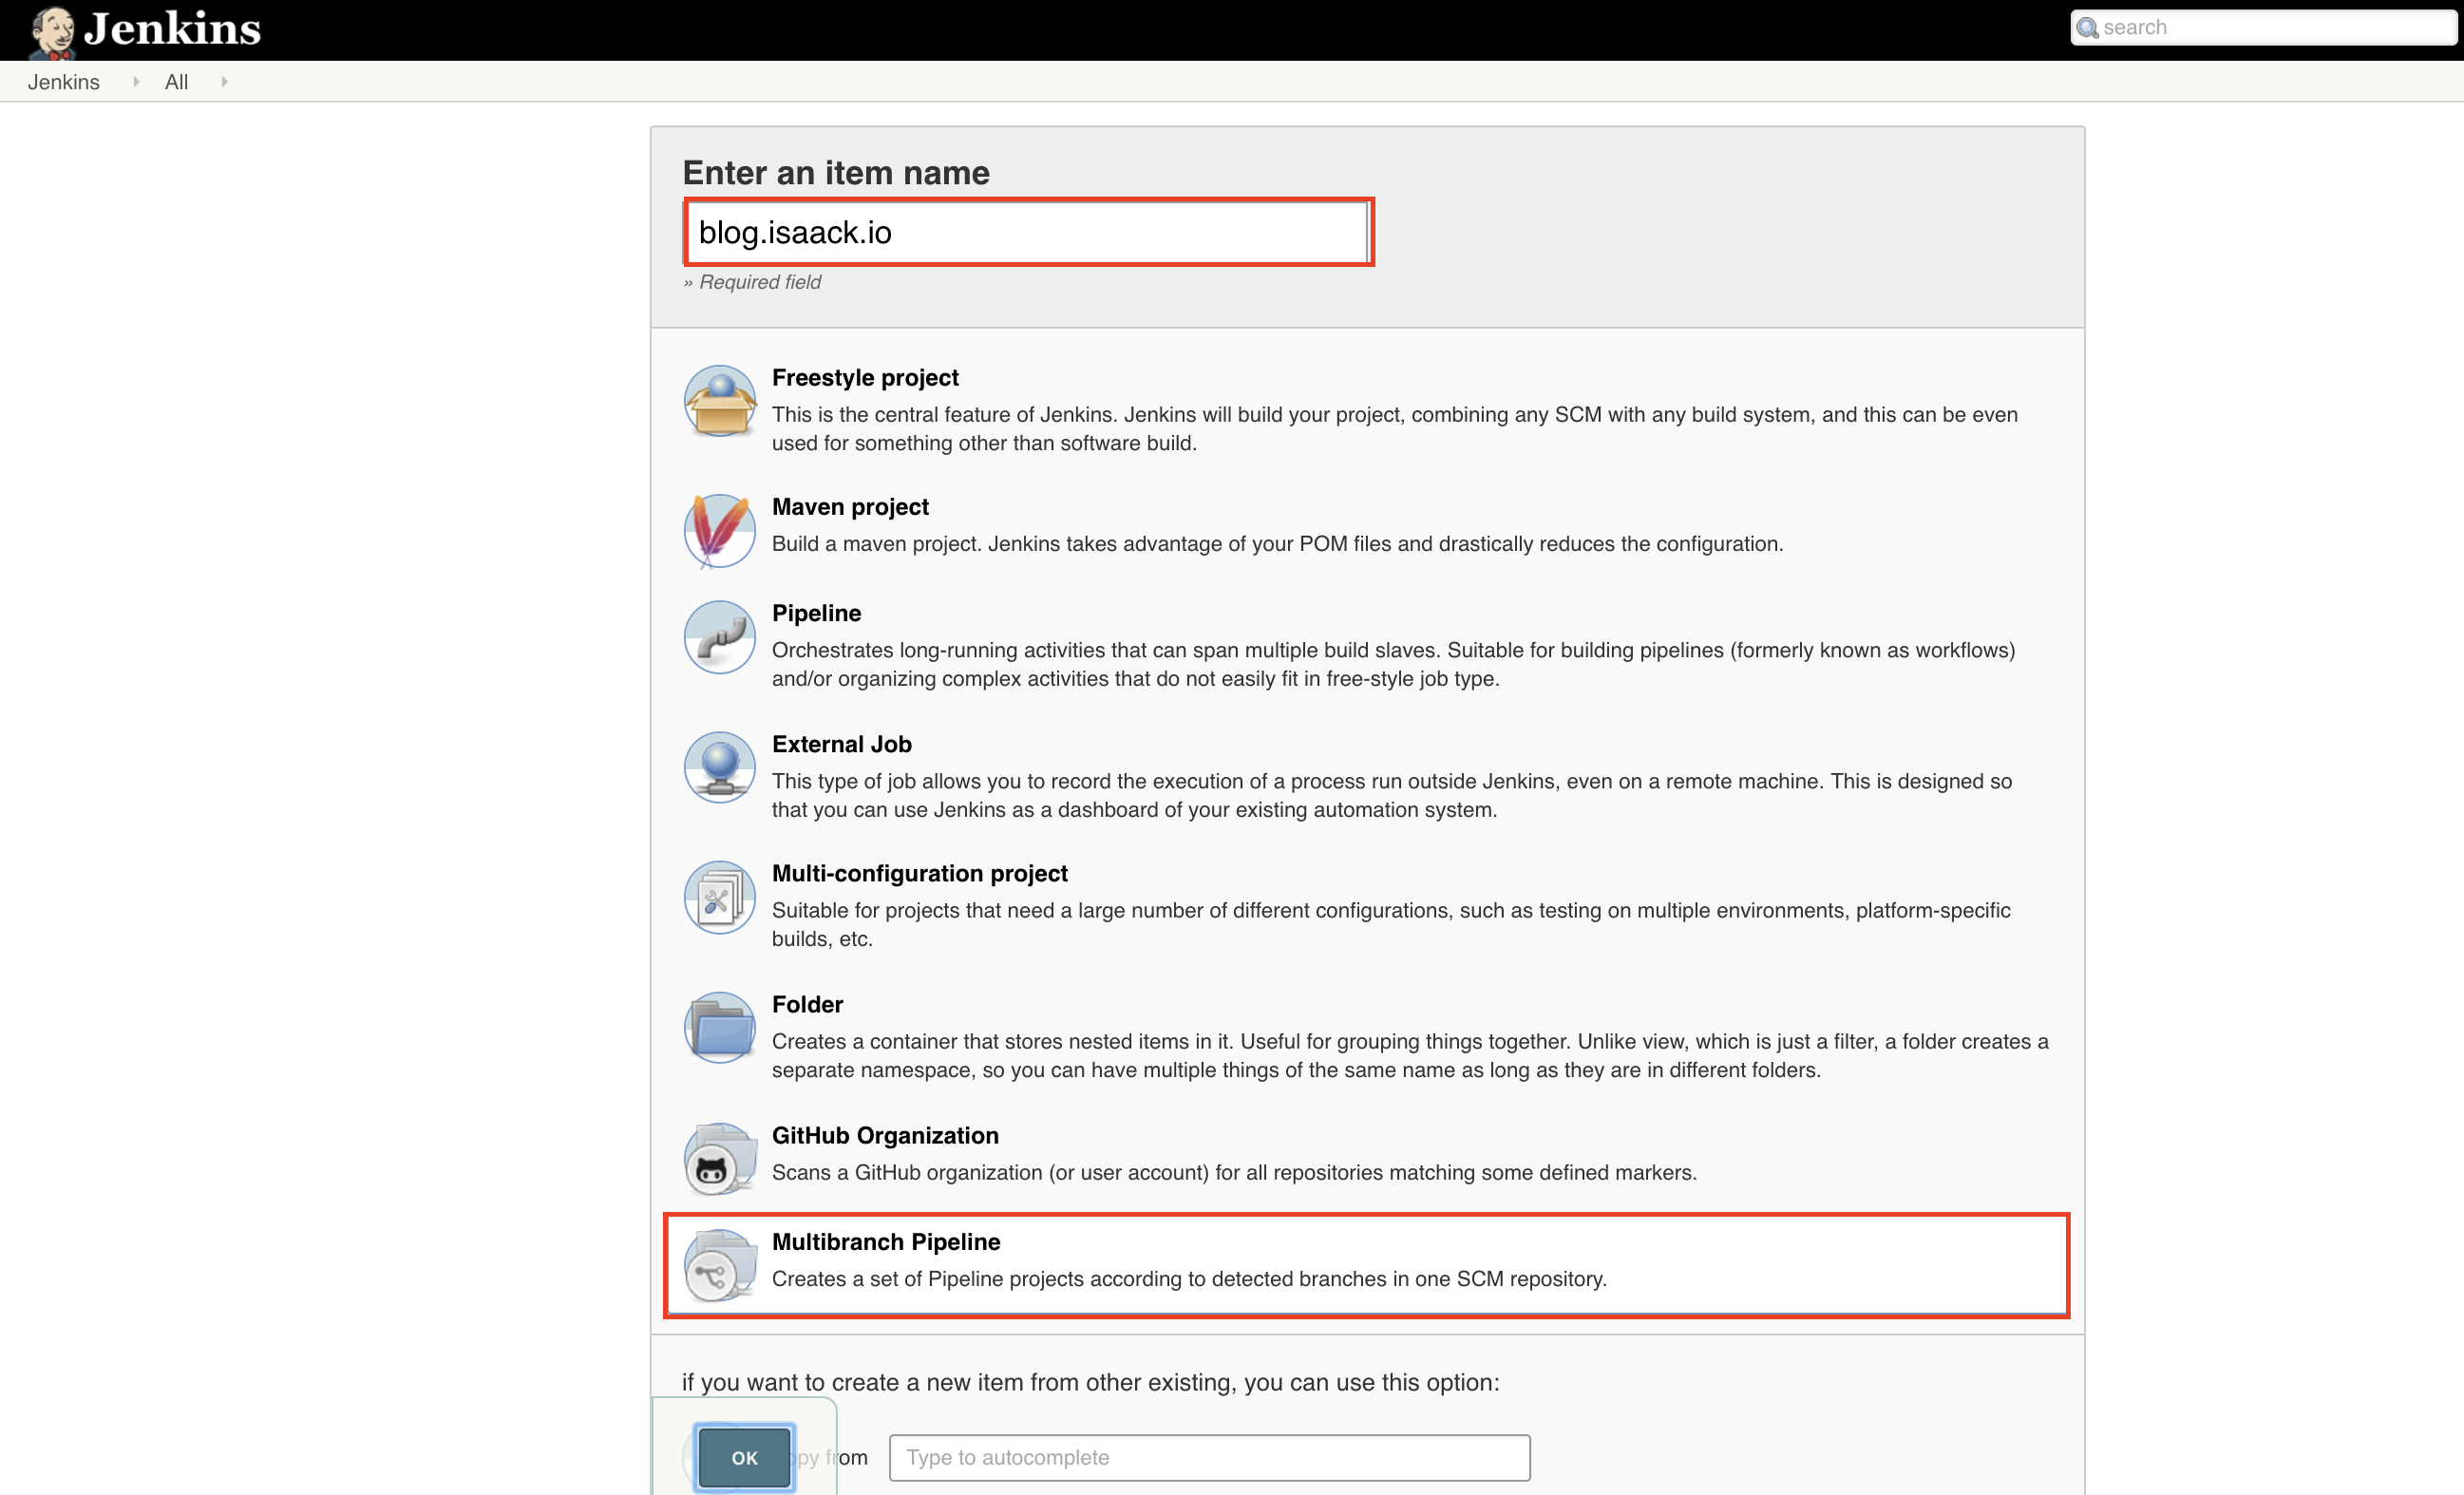 Jenkins
search
Jenkins
All
Enter an item name
blog.isaack.io
» Required field
Freestyle project
This is the central feature of Jenkins. Jenkins will build your project, combining any SCM with any build system, and this can be even
used for something other than software build.
Maven project
Build a maven project. Jenkins takes advantage of your POM files and drastically reduces the configuration.
Pipeline
Orchestrates long-running activities that can span multiple build slaves. Suitable for building pipelines (formerly known as workflows)
and/or organizing complex activities that do not easily fit in free-style job type.
External Job
This type of job allows you to record the execution of a process run outside Jenkins, even on a remote machine. This is designed so
that you can use Jenkins as a dashboard of your existing automation system.
Multi-configuration project
Suitable for projects that need a large number of different configurations, such as testing on multiple environments, platform-specific
builds, etc.
Folder
Creates a container that stores nested items in it. Useful for grouping things together. Unlike view, which is just a filter, a folder creates a
separate namespace, so you can have multiple things of the same name as long as they are in different folders.
GitHub Organization
Scans a GitHub organization (or user account) for all repositories matching some defined markers.
Multibranch Pipeline
Creates a set of Pipeline projects according to detected branches in one SCM repository.
if you want to create a new item from other existing, you can use this option:
OK
from
Type to autocomplete